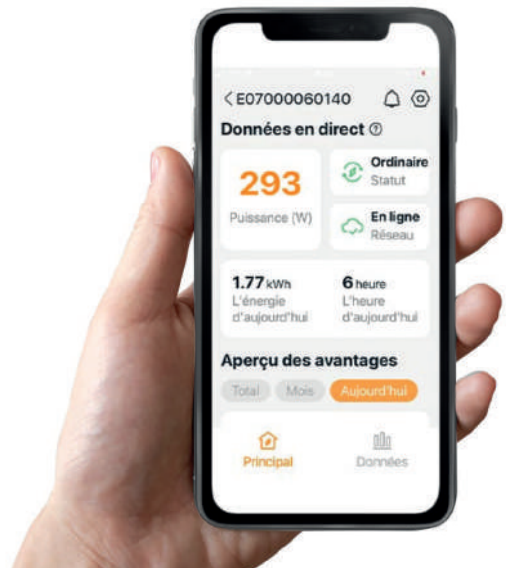 < E07000060140
Données en direct
293
Puissance (W)
Ordinaire
Statut
En ligne
Réseau
1.77 kWh
L'énergie
d'aujourd'hui
6 heure
L'heure
d'aujourd'hui
Aperçu des avantages
Total Mois Aujourd'hui
Principal Données